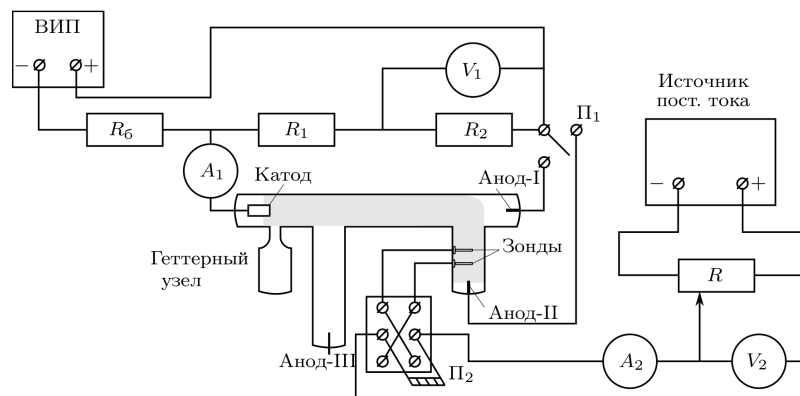 ВИП
− +
V₁
Источник
пост. тока
П₁
Rб
R₁
R₂
A₁
Катод
Анод-I
− +
Геттерный
узел
Зонды
R
Анод-II
Анод-III
П₂
A₂
V₂